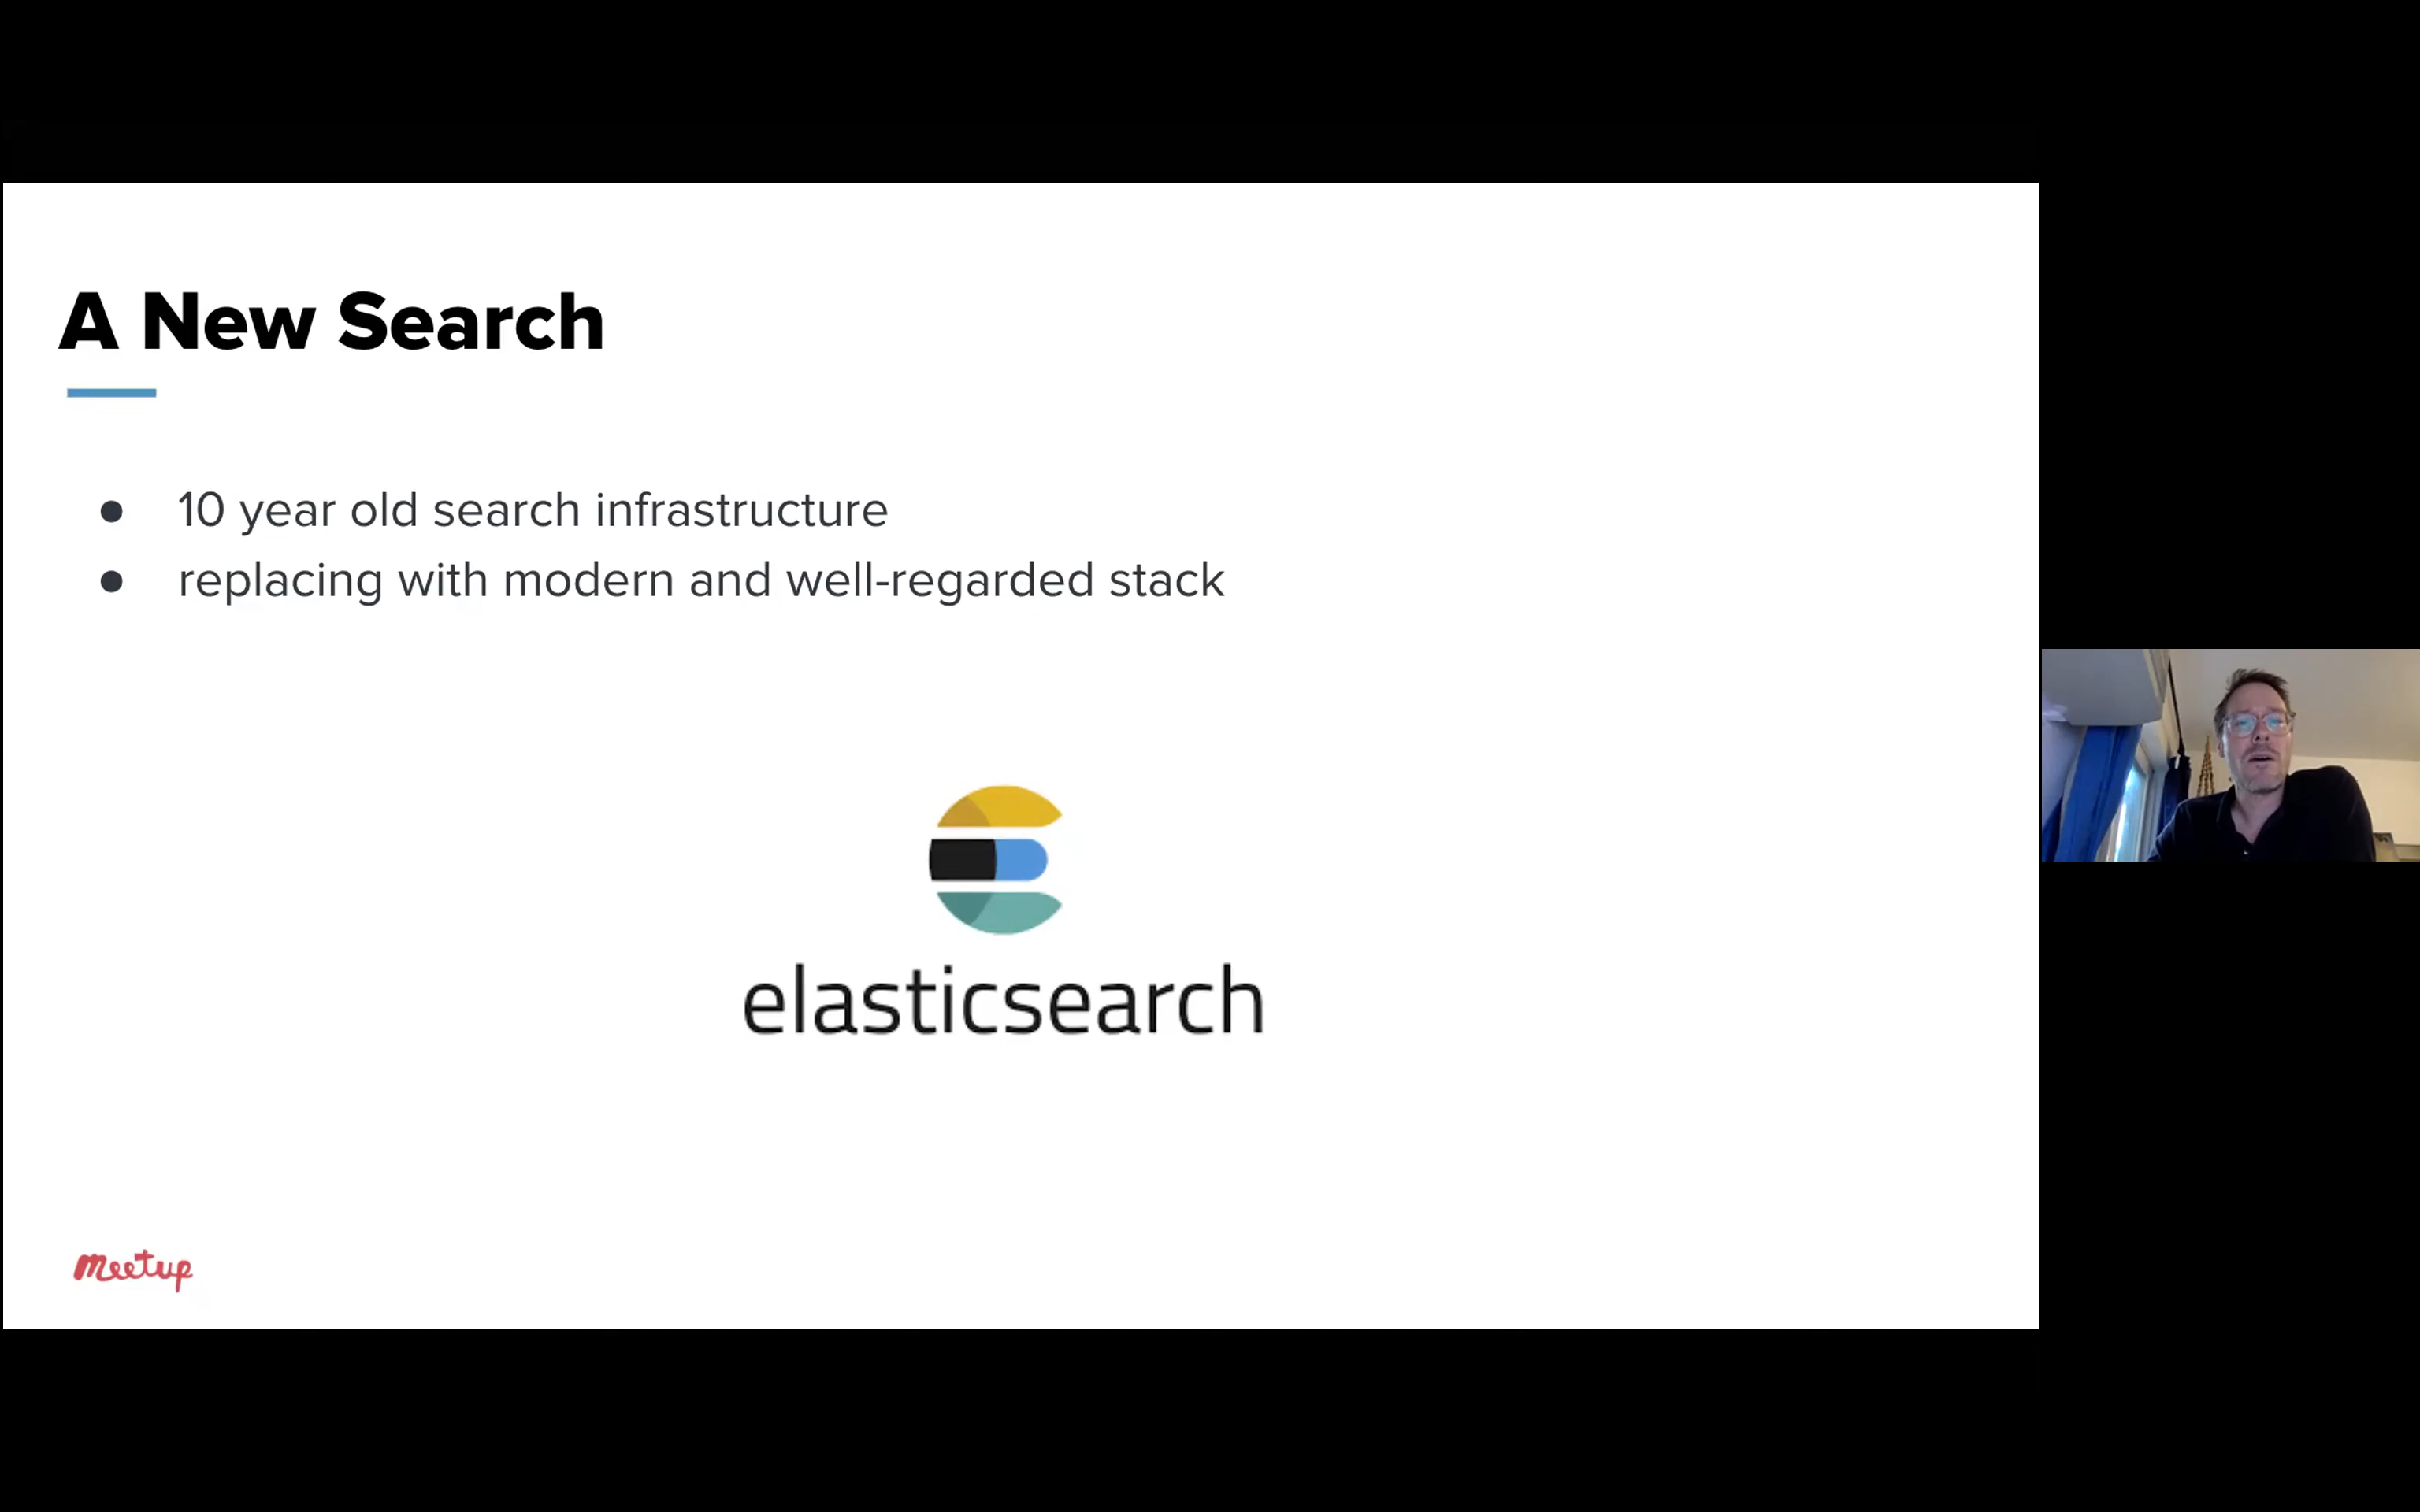 A New Search
10 year old search infrastructure
replacing with modern and well-regarded stack
elasticsearch
meetup